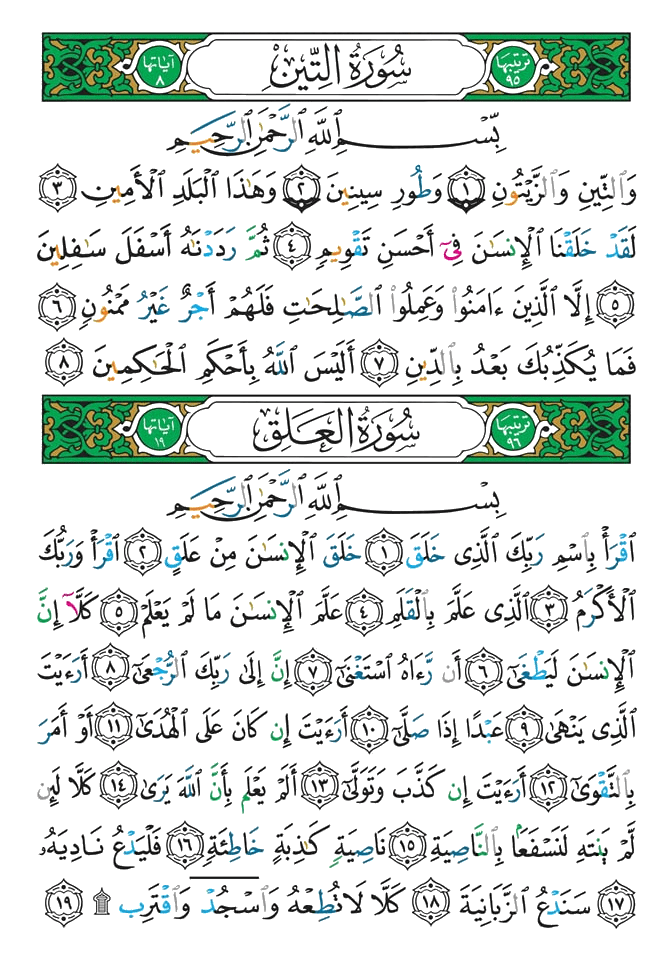 ترتيبها ٩٥ سُورَةُ التِّينِ آيَاتها ٨
بِّسْمِ ٱللَّهِ ٱلرَّحْمَٰنِ ٱلرَّحِيمِ
وَٱلتِّينِ وَٱلزَّيْتُونِ ١ وَطُورِ سِينِينَ ٢ وَهَٰذَا ٱلْبَلَدِ ٱلْأَمِينِ ٣
لَقَدْ خَلَقْنَا ٱلْإِنسَٰنَ فِىٓ أَحْسَنِ تَقْوِيمٍ ٤ ثُمَّ رَدَدْنَٰهُ أَسْفَلَ سَٰفِلِينَ
٥ إِلَّا ٱلَّذِينَ ءَامَنُوا۟ وَعَمِلُوا۟ ٱلصَّٰلِحَٰتِ فَلَهُمْ أَجْرٌ غَيْرُ مَمْنُونٍ ٦
فَمَا يُكَذِّبُكَ بَعْدُ بِٱلدِّينِ ٧ أَلَيْسَ ٱللَّهُ بِأَحْكَمِ ٱلْحَٰكِمِينَ ٨
ترتيبها ٩٦ سُورَةُ العَلَقِ آيَاتها ١٩
بِسْمِ ٱللَّهِ ٱلرَّحْمَٰنِ ٱلرَّحِيمِ
ٱقْرَأْ بِٱسْمِ رَبِّكَ ٱلَّذِى خَلَقَ ١ خَلَقَ ٱلْإِنسَٰنَ مِنْ عَلَقٍ ٢ ٱقْرَأْ وَرَبُّكَ
ٱلْأَكْرَمُ ٣ ٱلَّذِى عَلَّمَ بِٱلْقَلَمِ ٤ عَلَّمَ ٱلْإِنسَٰنَ مَا لَمْ يَعْلَمْ ٥ كَلَّآ إِنَّ
ٱلْإِنسَٰنَ لَيَطْغَىٰٓ ٦ أَن رَّءَاهُ ٱسْتَغْنَىٰٓ ٧ إِنَّ إِلَىٰ رَبِّكَ ٱلرُّجْعَىٰٓ ٨ أَرَءَيْتَ
ٱلَّذِى يَنْهَىٰ ٩ عَبْدًا إِذَا صَلَّىٰٓ ١٠ أَرَءَيْتَ إِن كَانَ عَلَى ٱلْهُدَىٰٓ ١١ أَوْ أَمَرَ
بِٱلتَّقْوَىٰٓ ١٢ أَرَءَيْتَ إِن كَذَّبَ وَتَوَلَّىٰٓ ١٣ أَلَمْ يَعْلَم بِأَنَّ ٱللَّهَ يَرَىٰ ١٤ كَلَّا لَئِن
لَّمْ يَنتَهِ لَنَسْفَعًۢا بِٱلنَّاصِيَةِ ١٥ نَاصِيَةٍ كَٰذِبَةٍ خَاطِئَةٍ ١٦ فَلْيَدْعُ نَادِيَهُۥ
١٧ سَنَدْعُ ٱلزَّبَانِيَةَ ١٨ كَلَّا لَا تُطِعْهُ وَٱسْجُدْ وَٱقْتَرِب ۩ ١٩